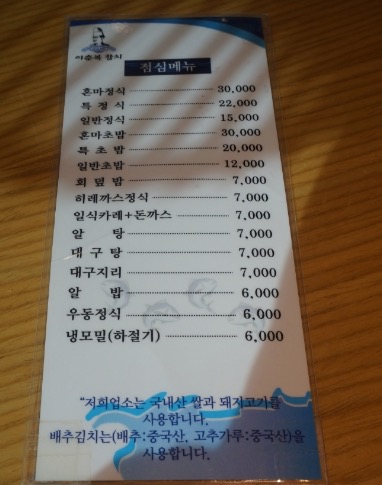 이춘복 참치
점심메뉴
혼마정식 30,000
특정식 22,000
일반정식 15,000
혼마초밥 30,000
특초밥 20,000
일반초밥 12,000
회덮밥 7,000
히레까스정식 7,000
일식카레+돈까스 7,000
알탕 7,000
대구탕 7,000
대구지리 7,000
알밥 6,000
우동정식 6,000
냉모밀(하절기) 6,000
"저희업소는 국내산 쌀과 돼지고기를
사용합니다.
배추김치는(배추:중국산, 고추가루:중국산)을
사용합니다.